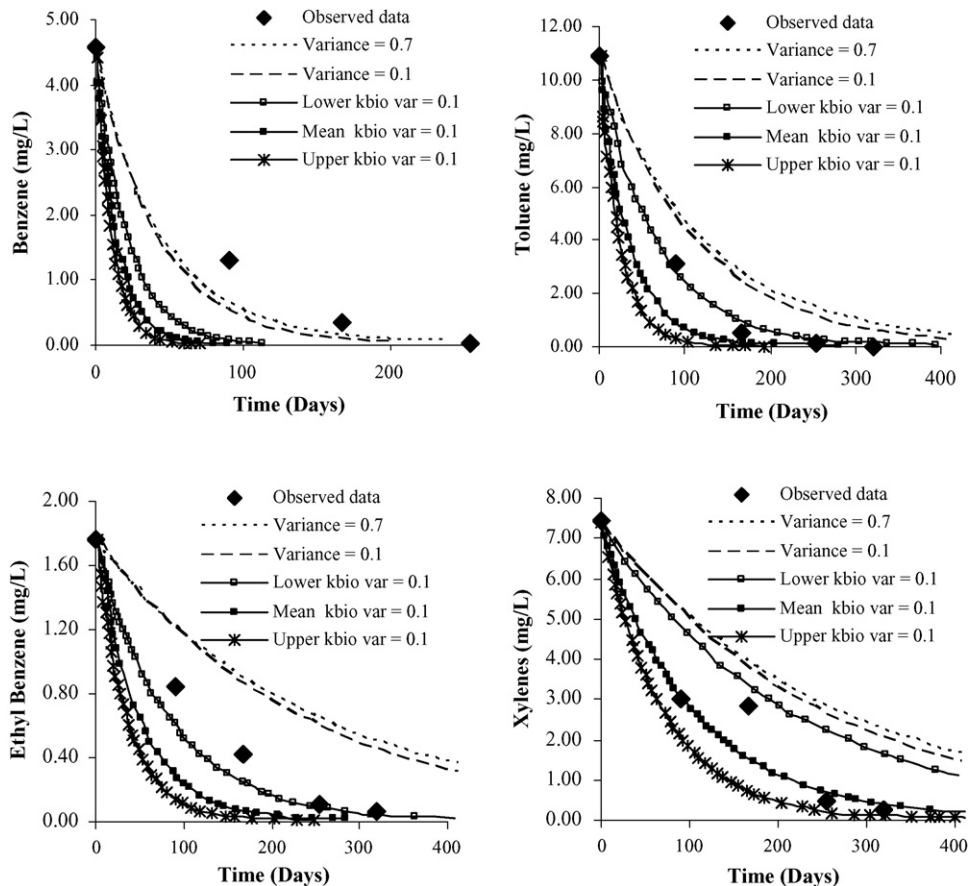 5.00
4.00
3.00
2.00
1.00
0.00
Benzene (mg/L)
0
100
200
Time (Days)
Observed data
Variance = 0.7
Variance = 0.1
Lower kbio var = 0.1
Mean kbio var = 0.1
Upper kbio var = 0.1
12.00
10.00
8.00
6.00
4.00
2.00
0.00
Toluene (mg/L)
0
100
200
300
400
Time (Days)
Observed data
Variance = 0.7
Variance = 0.1
Lower kbio var = 0.1
Mean kbio var = 0.1
Upper kbio var = 0.1
2.00
1.60
1.20
0.80
0.40
0.00
Ethyl Benzene (mg/L)
0
100
200
300
400
Time (Days)
Observed data
Variance = 0.7
Variance = 0.1
Lower kbio var = 0.1
Mean kbio var = 0.1
Upper kbio var = 0.1
8.00
7.00
6.00
5.00
4.00
3.00
2.00
1.00
0.00
Xylenes (mg/L)
0
100
200
300
400
Time (Days)
Observed data
Variance = 0.7
Variance = 0.1
Lower kbio var = 0.1
Mean kbio var = 0.1
Upper kbio var = 0.1